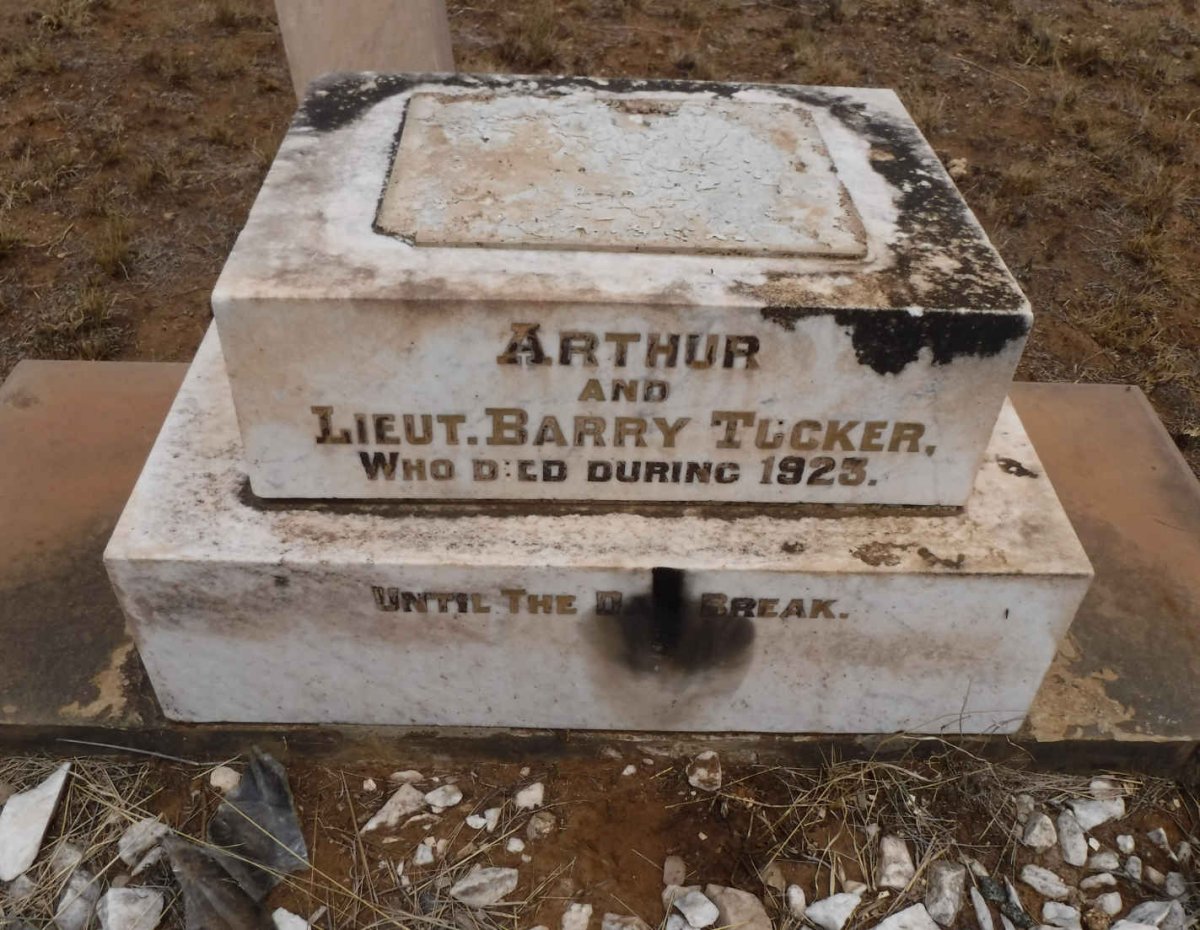 ARTHUR
AND
LIEUT. BARRY TUCKER,
WHO DIED DURING 1923.
UNTIL THE BREAK.